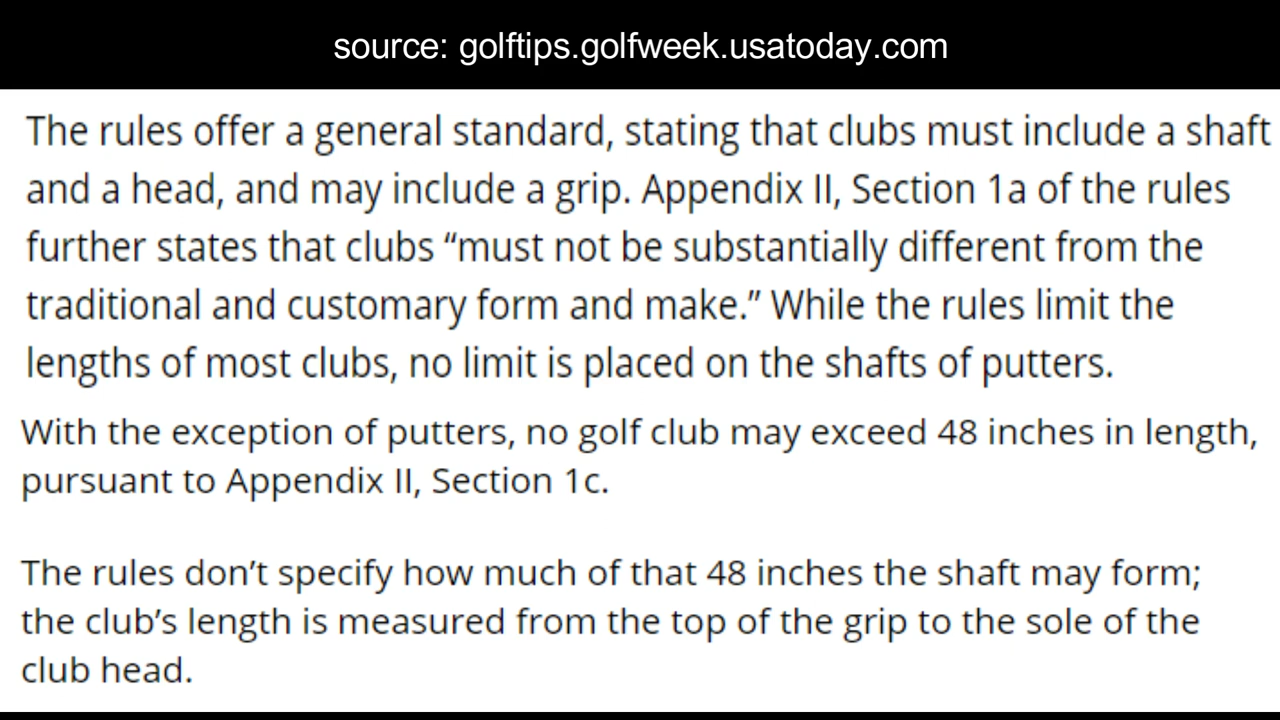 source: golftips.golfweek.usatoday.com
The rules offer a general standard, stating that clubs must include a shaft
and a head, and may include a grip. Appendix II, Section 1a of the rules
further states that clubs “must not be substantially different from the
traditional and customary form and make.” While the rules limit the
lengths of most clubs, no limit is placed on the shafts of putters.
With the exception of putters, no golf club may exceed 48 inches in length,
pursuant to Appendix II, Section 1c.
The rules don’t specify how much of that 48 inches the shaft may form;
the club’s length is measured from the top of the grip to the sole of the
club head.